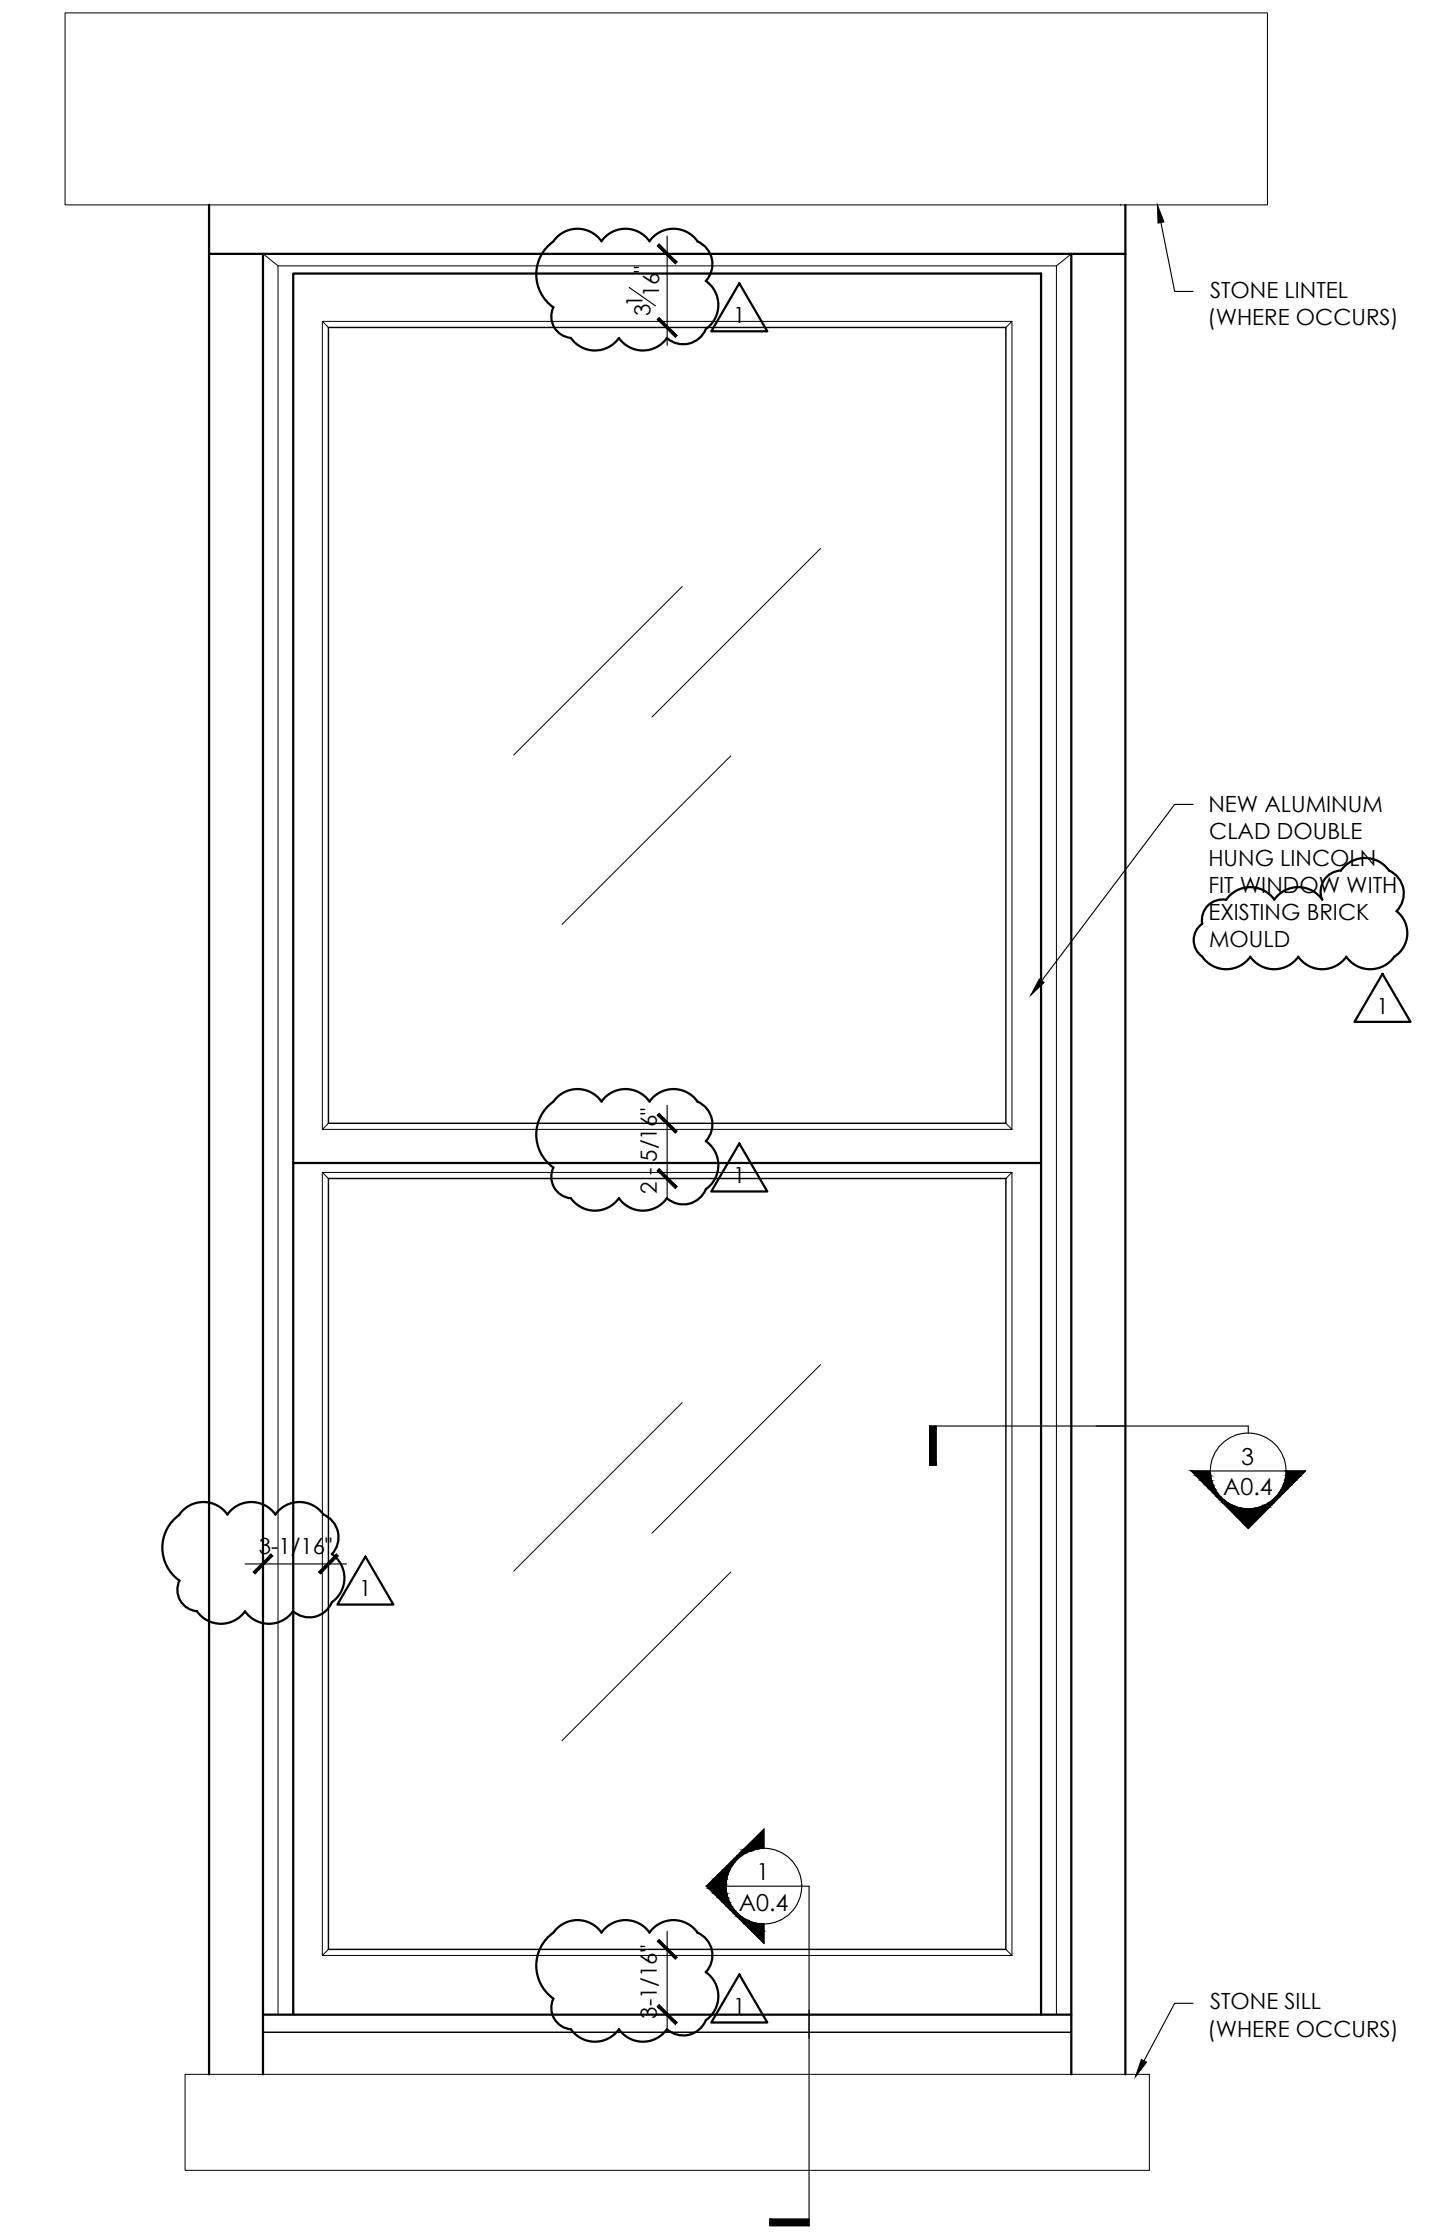 3 1/16"
1
STONE LINTEL
(WHERE OCCURS)
NEW ALUMINUM
CLAD DOUBLE
HUNG LINCOLN
FIT WINDOW WITH
EXISTING BRICK
MOULD
1
2 - 5/16"
1
3
A0.4
3-1/16"
1
1
A0.4
3-1/16"
1
STONE SILL
(WHERE OCCURS)